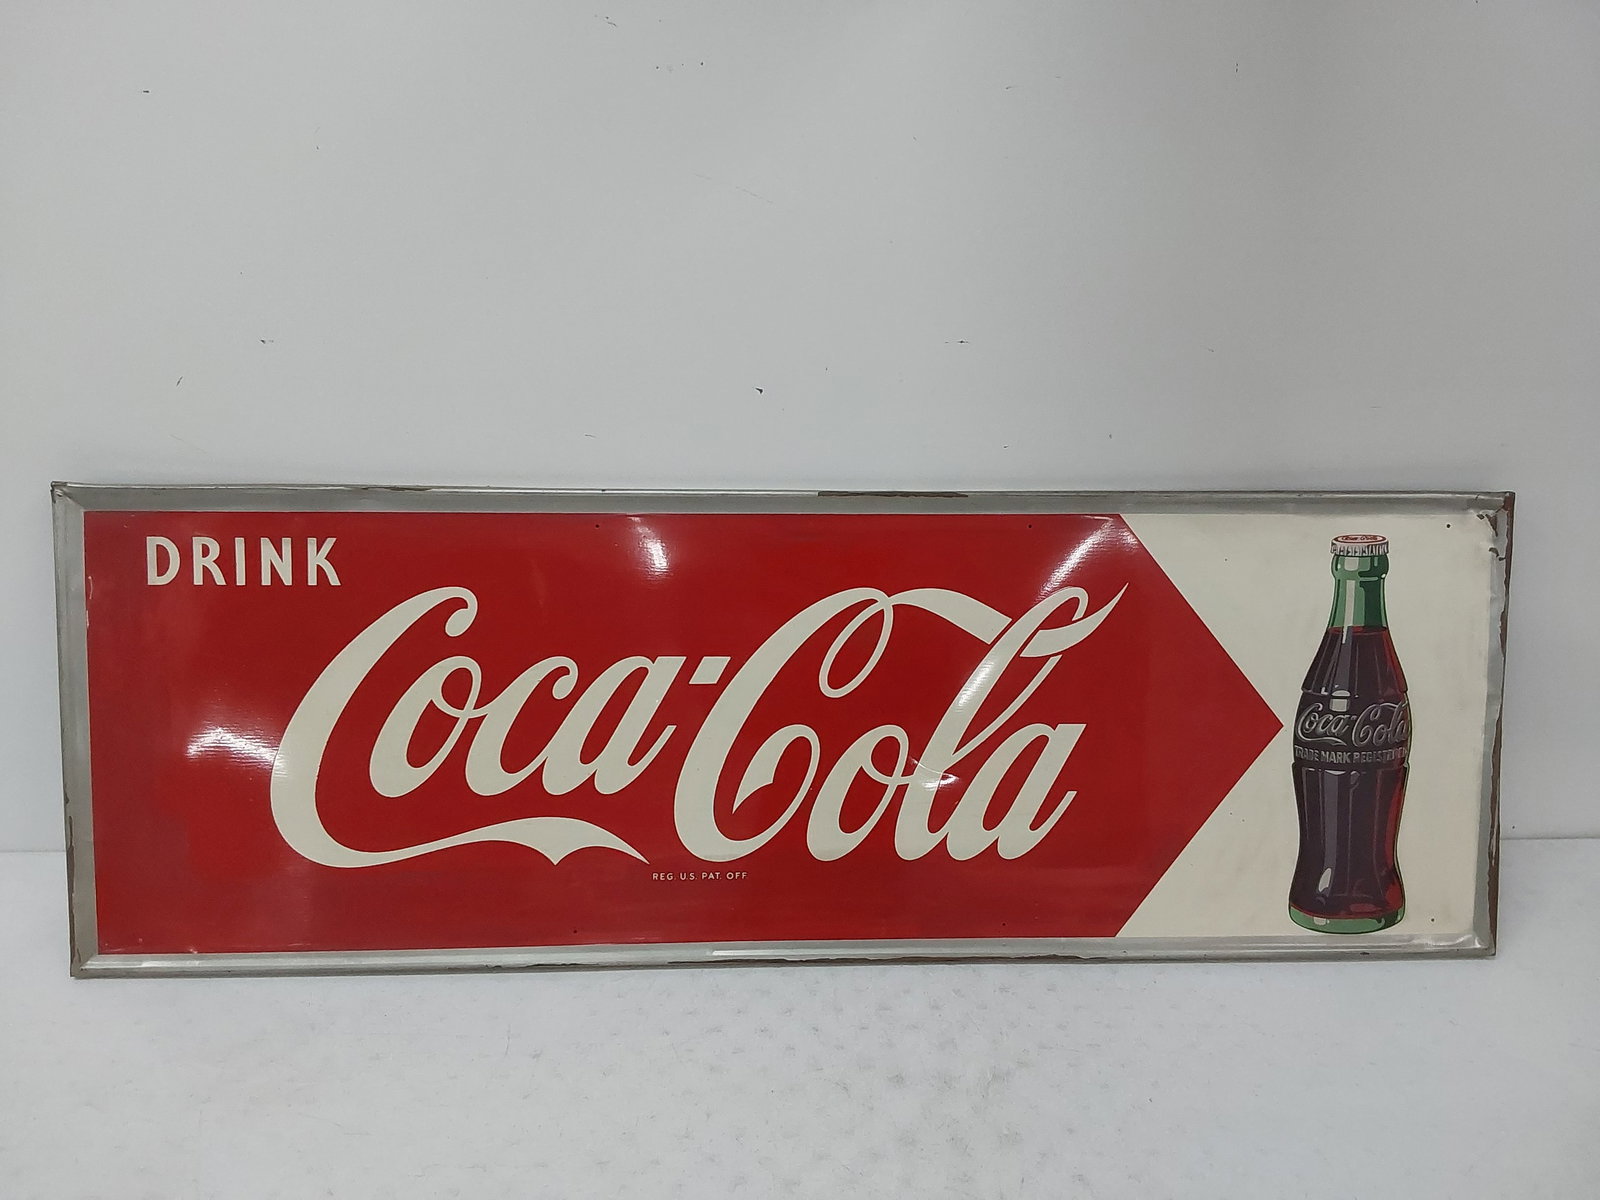 DRINK
Coca-Cola
REG. U.S. PAT. OFF.
Coca-Cola
TRADE MARK REGISTERED